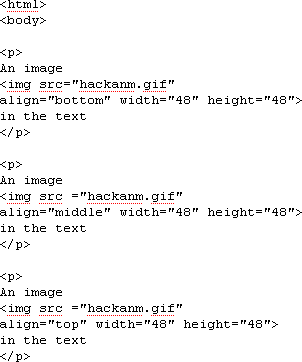 <html>
<body>
<p>
An image
<img src="hackanm.gif"
align="bottom" width="48" height="48">
in the text
</p>
<p>
An image
<img src ="hackanm.gif"
align="middle" width="48" height="48">
in the text
</p>
<p>
An image
<img src ="hackanm.gif"
align="top" width="48" height="48">
in the text
</p>